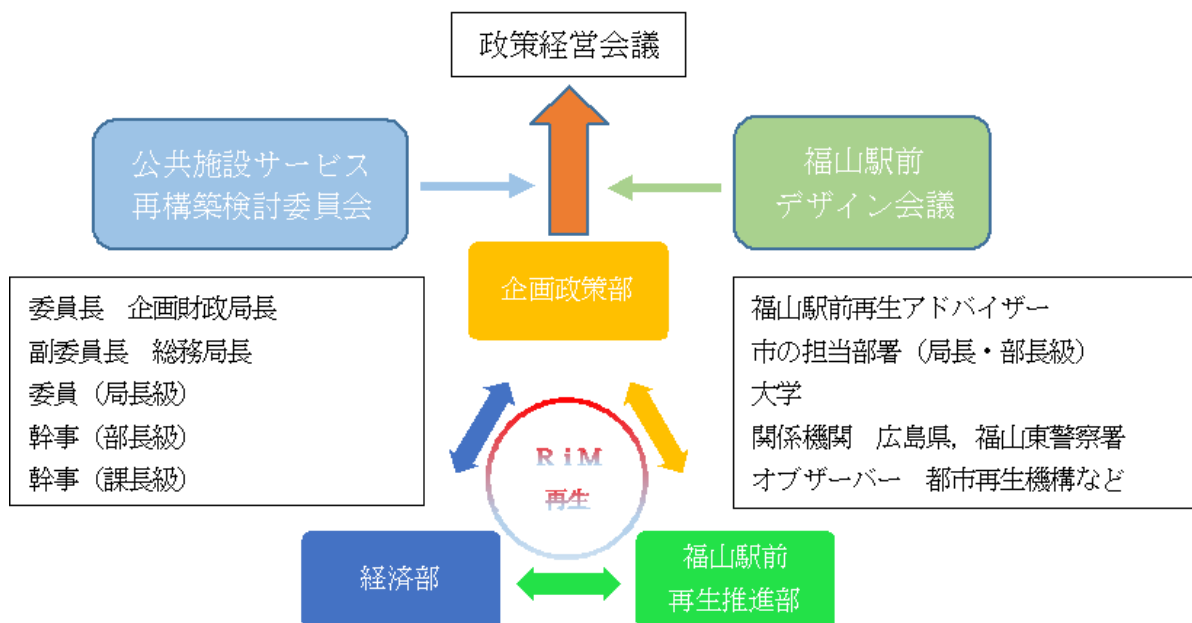 政策経営会議
公共施設サービス
再構築検討委員会
福山駅前
デザイン会議
企画政策部
委員長　企画財政局長
副委員長　総務局長
委員（局長級）
幹事（部長級）
幹事（課長級）
福山駅前再生アドバイザー
市の担当部署（局長・部長級）
大学
関係機関　広島県，福山東警察署
オブザーバー　都市再生機構など
ＲｉＭ
再生
経済部
福山駅前
再生推進部